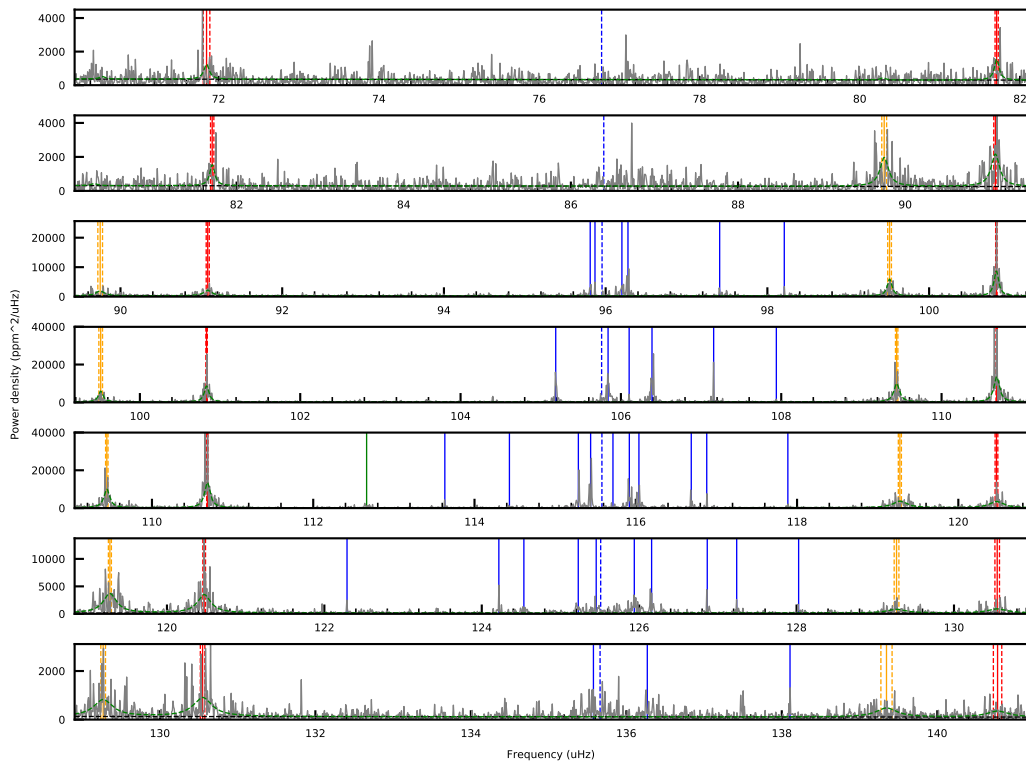 4000
2000
0
72 74 76 78 80 82
4000
2000
0
82 84 86 88 90
20000
10000
0
90 92 94 96 98 100
40000
20000
0
100 102 104 106 108 110
40000
20000
0
110 112 114 116 118 120
10000
5000
0
120 122 124 126 128 130
2000
0
130 132 134 136 138 140
Power density (ppm^2/uHz)
Frequency (uHz)